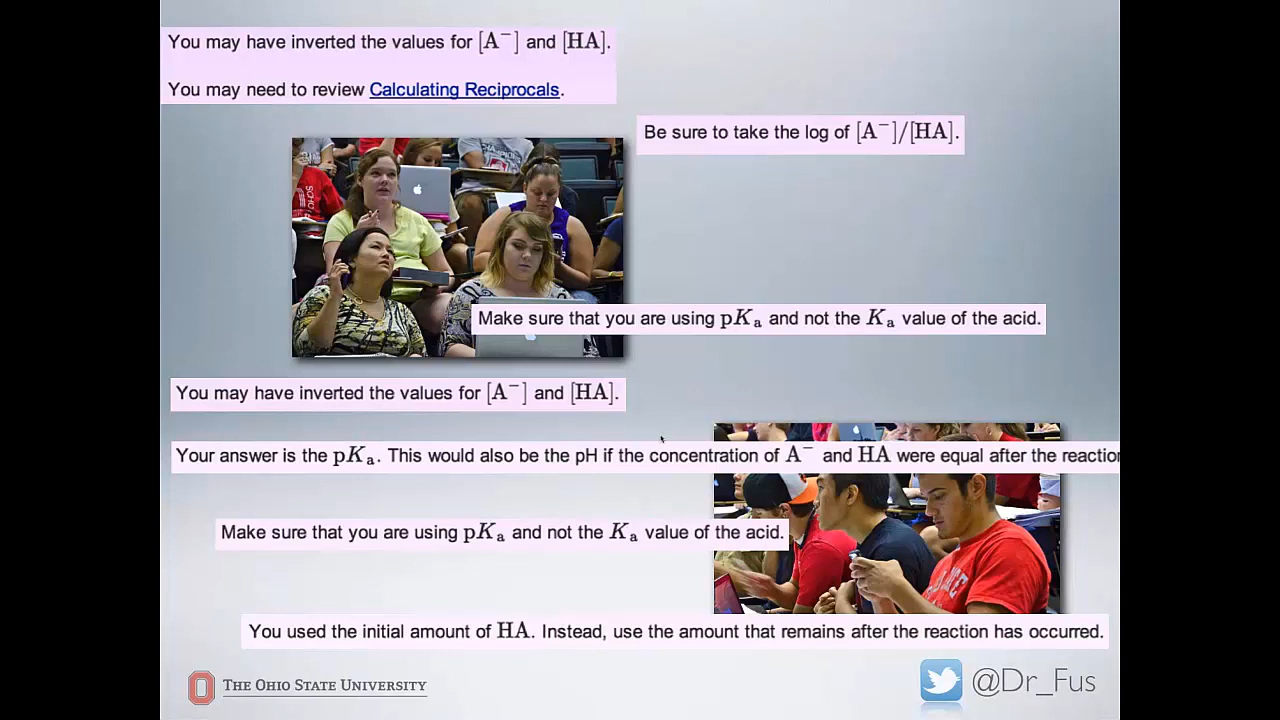 You may have inverted the values for [A⁻] and [HA].
You may need to review Calculating Reciprocals.
Be sure to take the log of [A⁻]/[HA].
Make sure that you are using pKₐ and not the Kₐ value of the acid.
You may have inverted the values for [A⁻] and [HA].
Your answer is the pKₐ. This would also be the pH if the concentration of A⁻ and HA were equal after the reaction
Make sure that you are using pKₐ and not the Kₐ value of the acid.
You used the initial amount of HA. Instead, use the amount that remains after the reaction has occurred.
THE OHIO STATE UNIVERSITY
@Dr_Fus